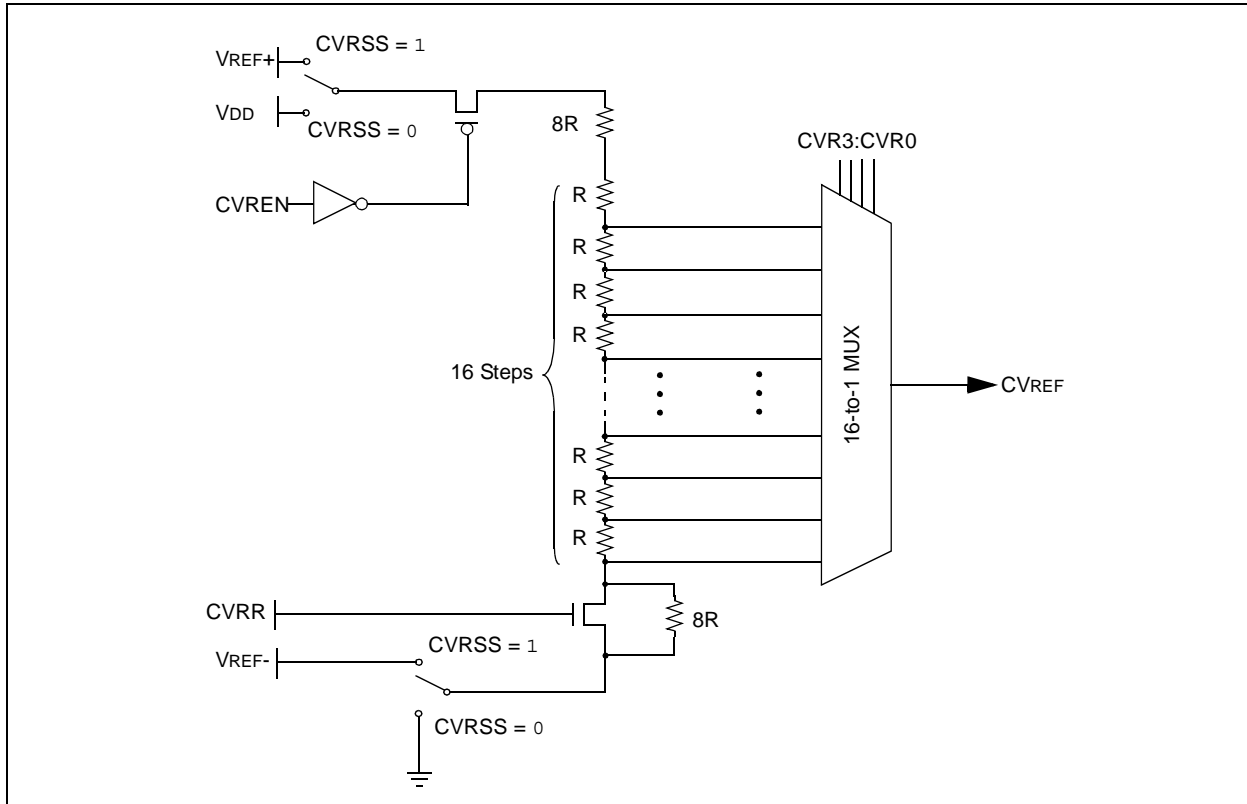 CVRSS = 1
VREF+
VDD
CVRSS = 0
8R
CVR3:CVR0
CVREN
R
R
R
R
16 Steps
16-to-1 MUX
CVREF
R
R
R
CVRR
8R
CVRSS = 1
VREF-
CVRSS = 0